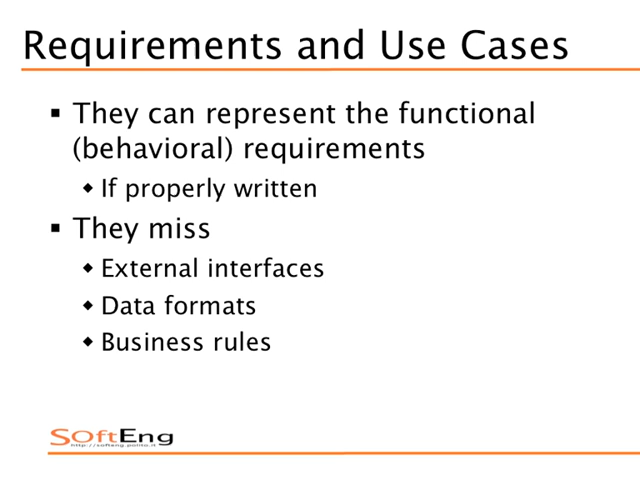 Requirements and Use Cases
▪ They can represent the functional
(behavioral) requirements
◆ If properly written
▪ They miss
◆ External interfaces
◆ Data formats
◆ Business rules
SOftEng
http://softeng.polito.it